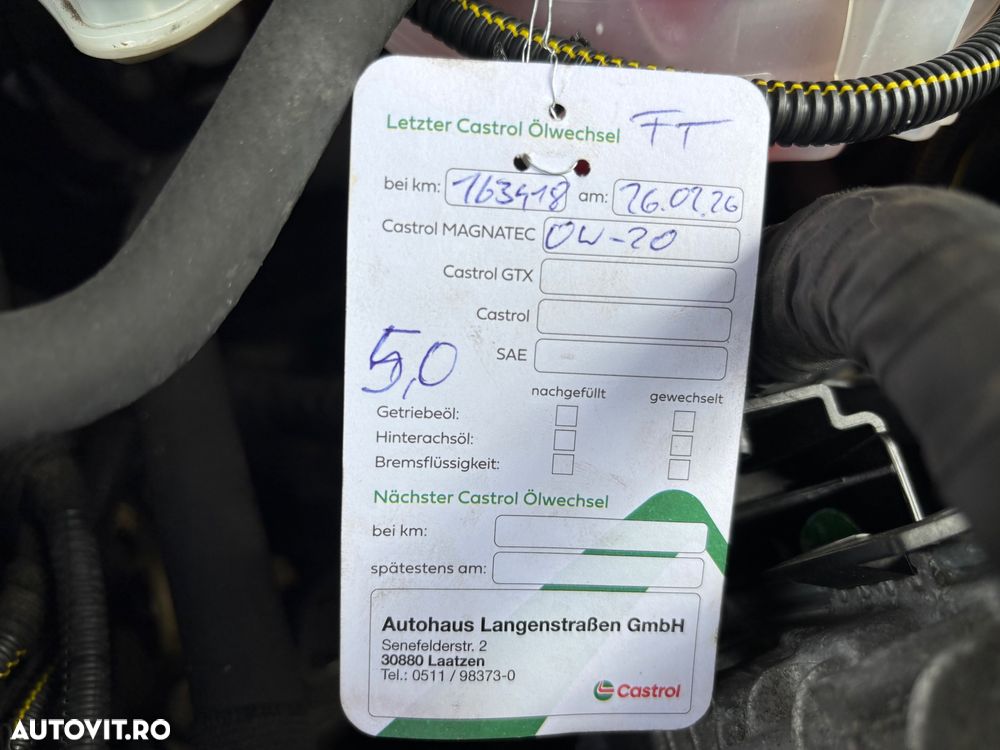 Letzter Castrol Ölwechsel FT
bei km: 163418 am: 26.02.26
Castrol MAGNATEC 0W-20
Castrol GTX
Castrol
SAE
5,0
nachgefüllt gewechselt
Getriebeöl:
Hinterachsöl:
Bremsflüssigkeit:
Nächster Castrol Ölwechsel
bei km:
spätestens am:
Autohaus Langenstraßen GmbH
Senefelderstr. 2
30880 Laatzen
Tel.: 0511 / 98373-0
Castrol
AUTOVIT.RO